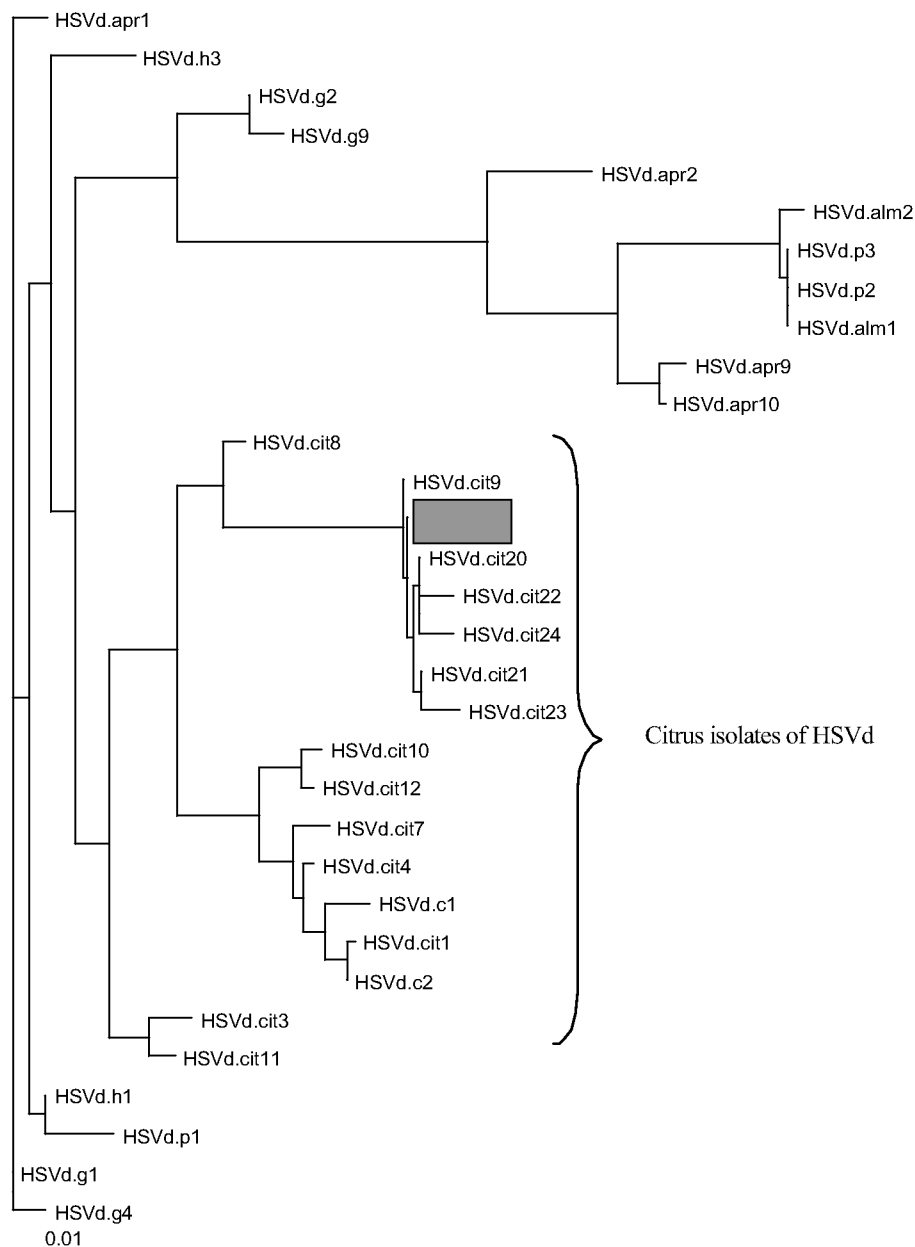 HSVd.apr1
HSVd.h3
HSVd.g2
HSVd.g9
HSVd.apr2
HSVd.alm2
HSVd.p3
HSVd.p2
HSVd.alm1
HSVd.apr9
HSVd.apr10
HSVd.cit8
HSVd.cit9
HSVd.cit20
HSVd.cit22
HSVd.cit24
HSVd.cit21
HSVd.cit23
Citrus isolates of HSVd
HSVd.cit10
HSVd.cit12
HSVd.cit7
HSVd.cit4
HSVd.c1
HSVd.cit1
HSVd.c2
HSVd.cit3
HSVd.cit11
HSVd.h1
HSVd.p1
HSVd.g1
HSVd.g4
0.01